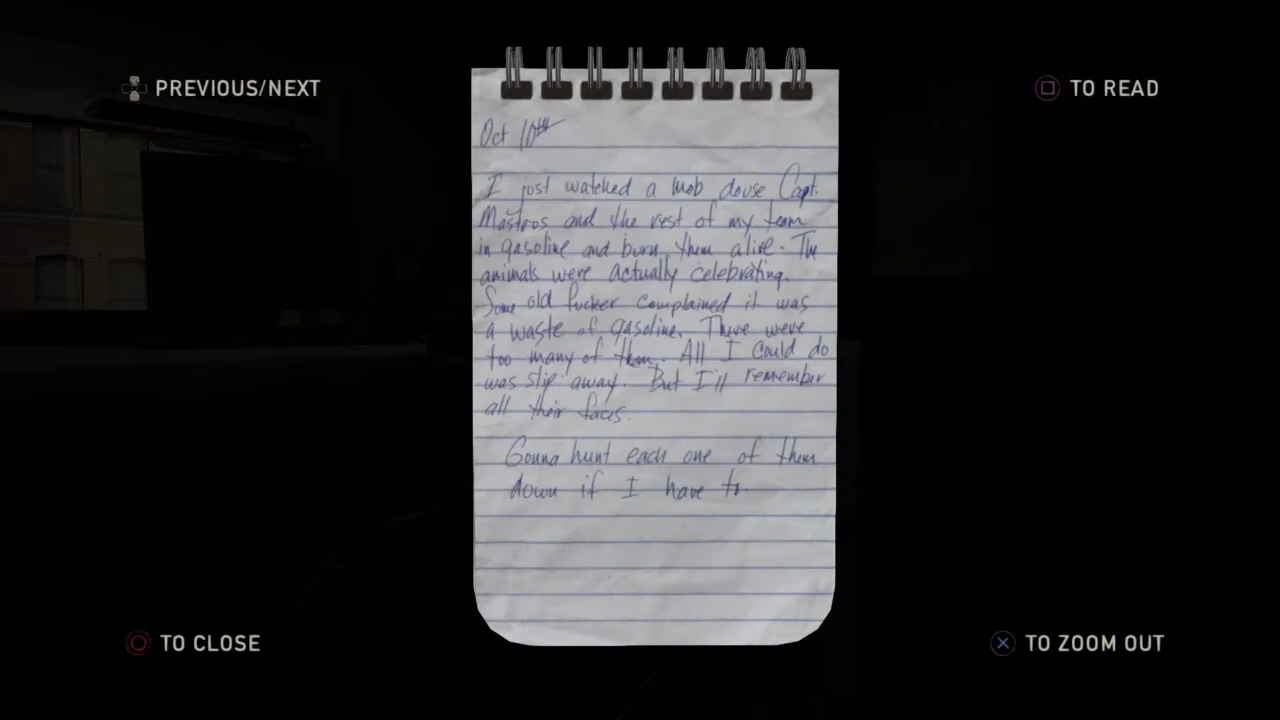 PREVIOUS/NEXT
TO READ
Oct 10th
I just watched a mob douse Capt.
Mastros and the rest of my team
in gasoline and burn them alive. The
animals were actually celebrating.
Some old fucker complained it was
a waste of gasoline. There were
too many of them. All I could do
was slip away. But I'll remember
all their faces.
Gonna hunt each one of them
down if I have to.
TO CLOSE
TO ZOOM OUT